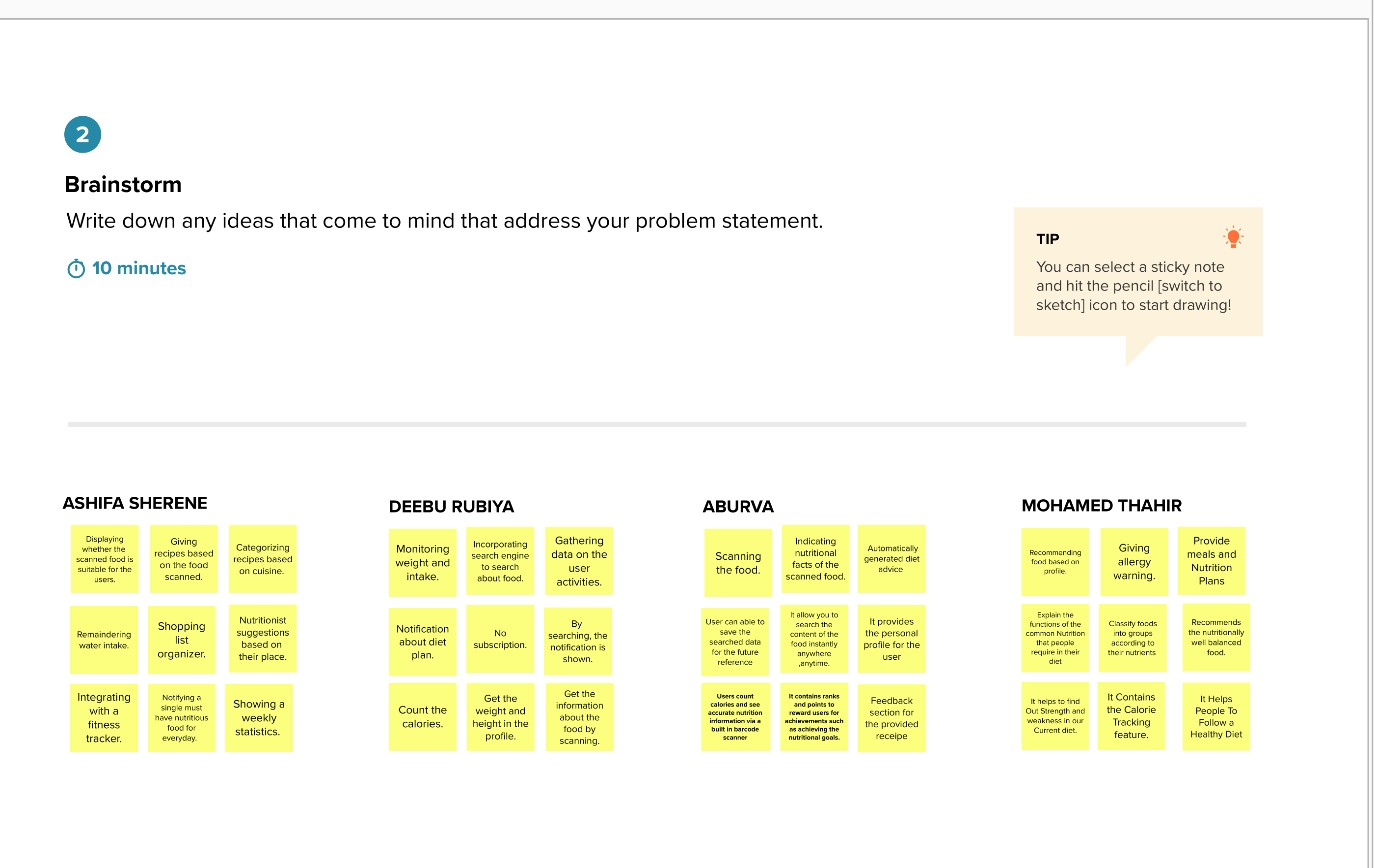 2
Brainstorm
Write down any ideas that come to mind that address your problem statement.
10 minutes
TIP
You can select a sticky note
and hit the pencil [switch to
sketch] icon to start drawing!
ASHIFA SHERENE
Displaying
whether the
scanned food is
suitable for the
users.
Giving
recipes based
on the food
scanned.
Categorizing
recipes based
on cuisine.
Remaindering
water intake.
Shopping
list
organizer.
Nutritionist
suggestions
based on
their place.
Integrating
with a
fitness
tracker.
Notifying a
single must
have nutritious
food for
everyday.
Showing a
weekly
statistics.
DEEBU RUBIYA
Monitoring
weight and
intake.
Incorporating
search engine
to search
about food.
Gathering
data on the
user
activities.
Notification
about diet
plan.
No
subscription.
By
searching, the
notification is
shown.
Count the
calories.
Get the
weight and
height in the
profile.
Get the
information
about the
food by
scanning.
ABURVA
Scanning
the food.
Indicating
nutritional
facts of the
scanned food.
Automatically
generated diet
advice
User can able to
save the
searched data
for the future
reference
It allow you to
search the
content of the
food instantly
anywhere
,anytime.
It provides
the personal
profile for the
user
Users count
calories and see
accurate nutrition
information via a
built in barcode
scanner
It contains ranks
and points to
reward users for
achievements such
as achieving the
nutritional goals.
Feedback
section for
the provided
receipe
MOHAMED THAHIR
Recommending
food based on
profile.
Giving
allergy
warning.
Provide
meals and
Nutrition
Plans
Explain the
functions of the
common Nutrition
that people
require in their
diet
Classify foods
into groups
according to
their nutrients
Recommends
the nutritionally
well balanced
food.
It helps to find
Out Strength and
weakness in our
Current diet.
It Contains
the Calorie
Tracking
feature.
It Helps
People To
Follow a
Healthy Diet